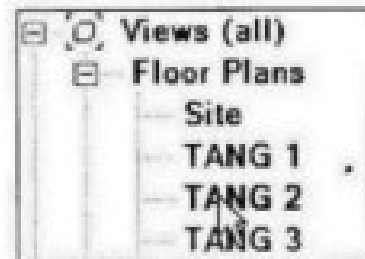 Views (all)
Floor Plans
Site
TANG 1
TANG 2
TANG 3